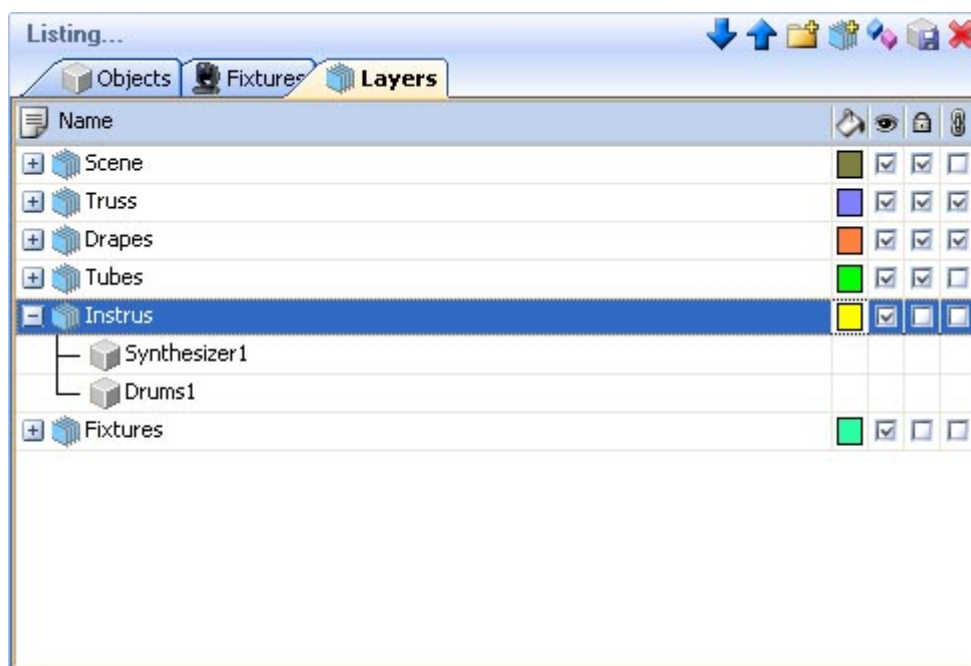 Listing...
Objects Fixtures Layers
Name
Scene
Truss
Drapes
Tubes
Instrus
Synthesizer1
Drums1
Fixtures